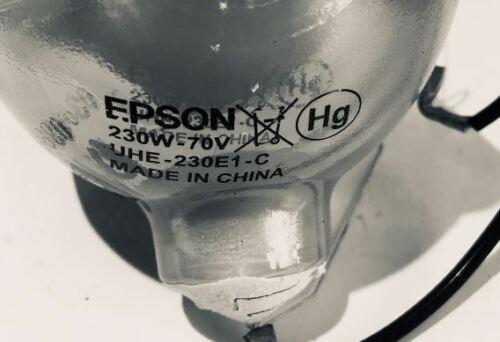 EPSON Hg
230W-70V
UHE-230E1-C
MADE IN CHINA